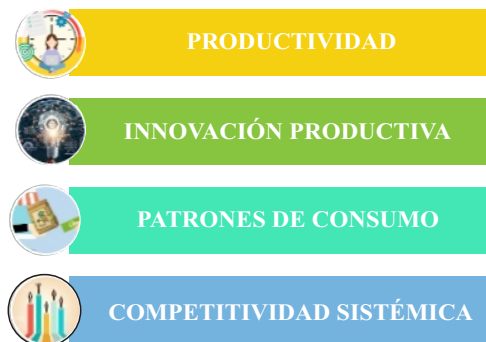 PRODUCTIVIDAD
INNOVACIÓN PRODUCTIVA
PATRONES DE CONSUMO
COMPETITIVIDAD SISTÉMICA